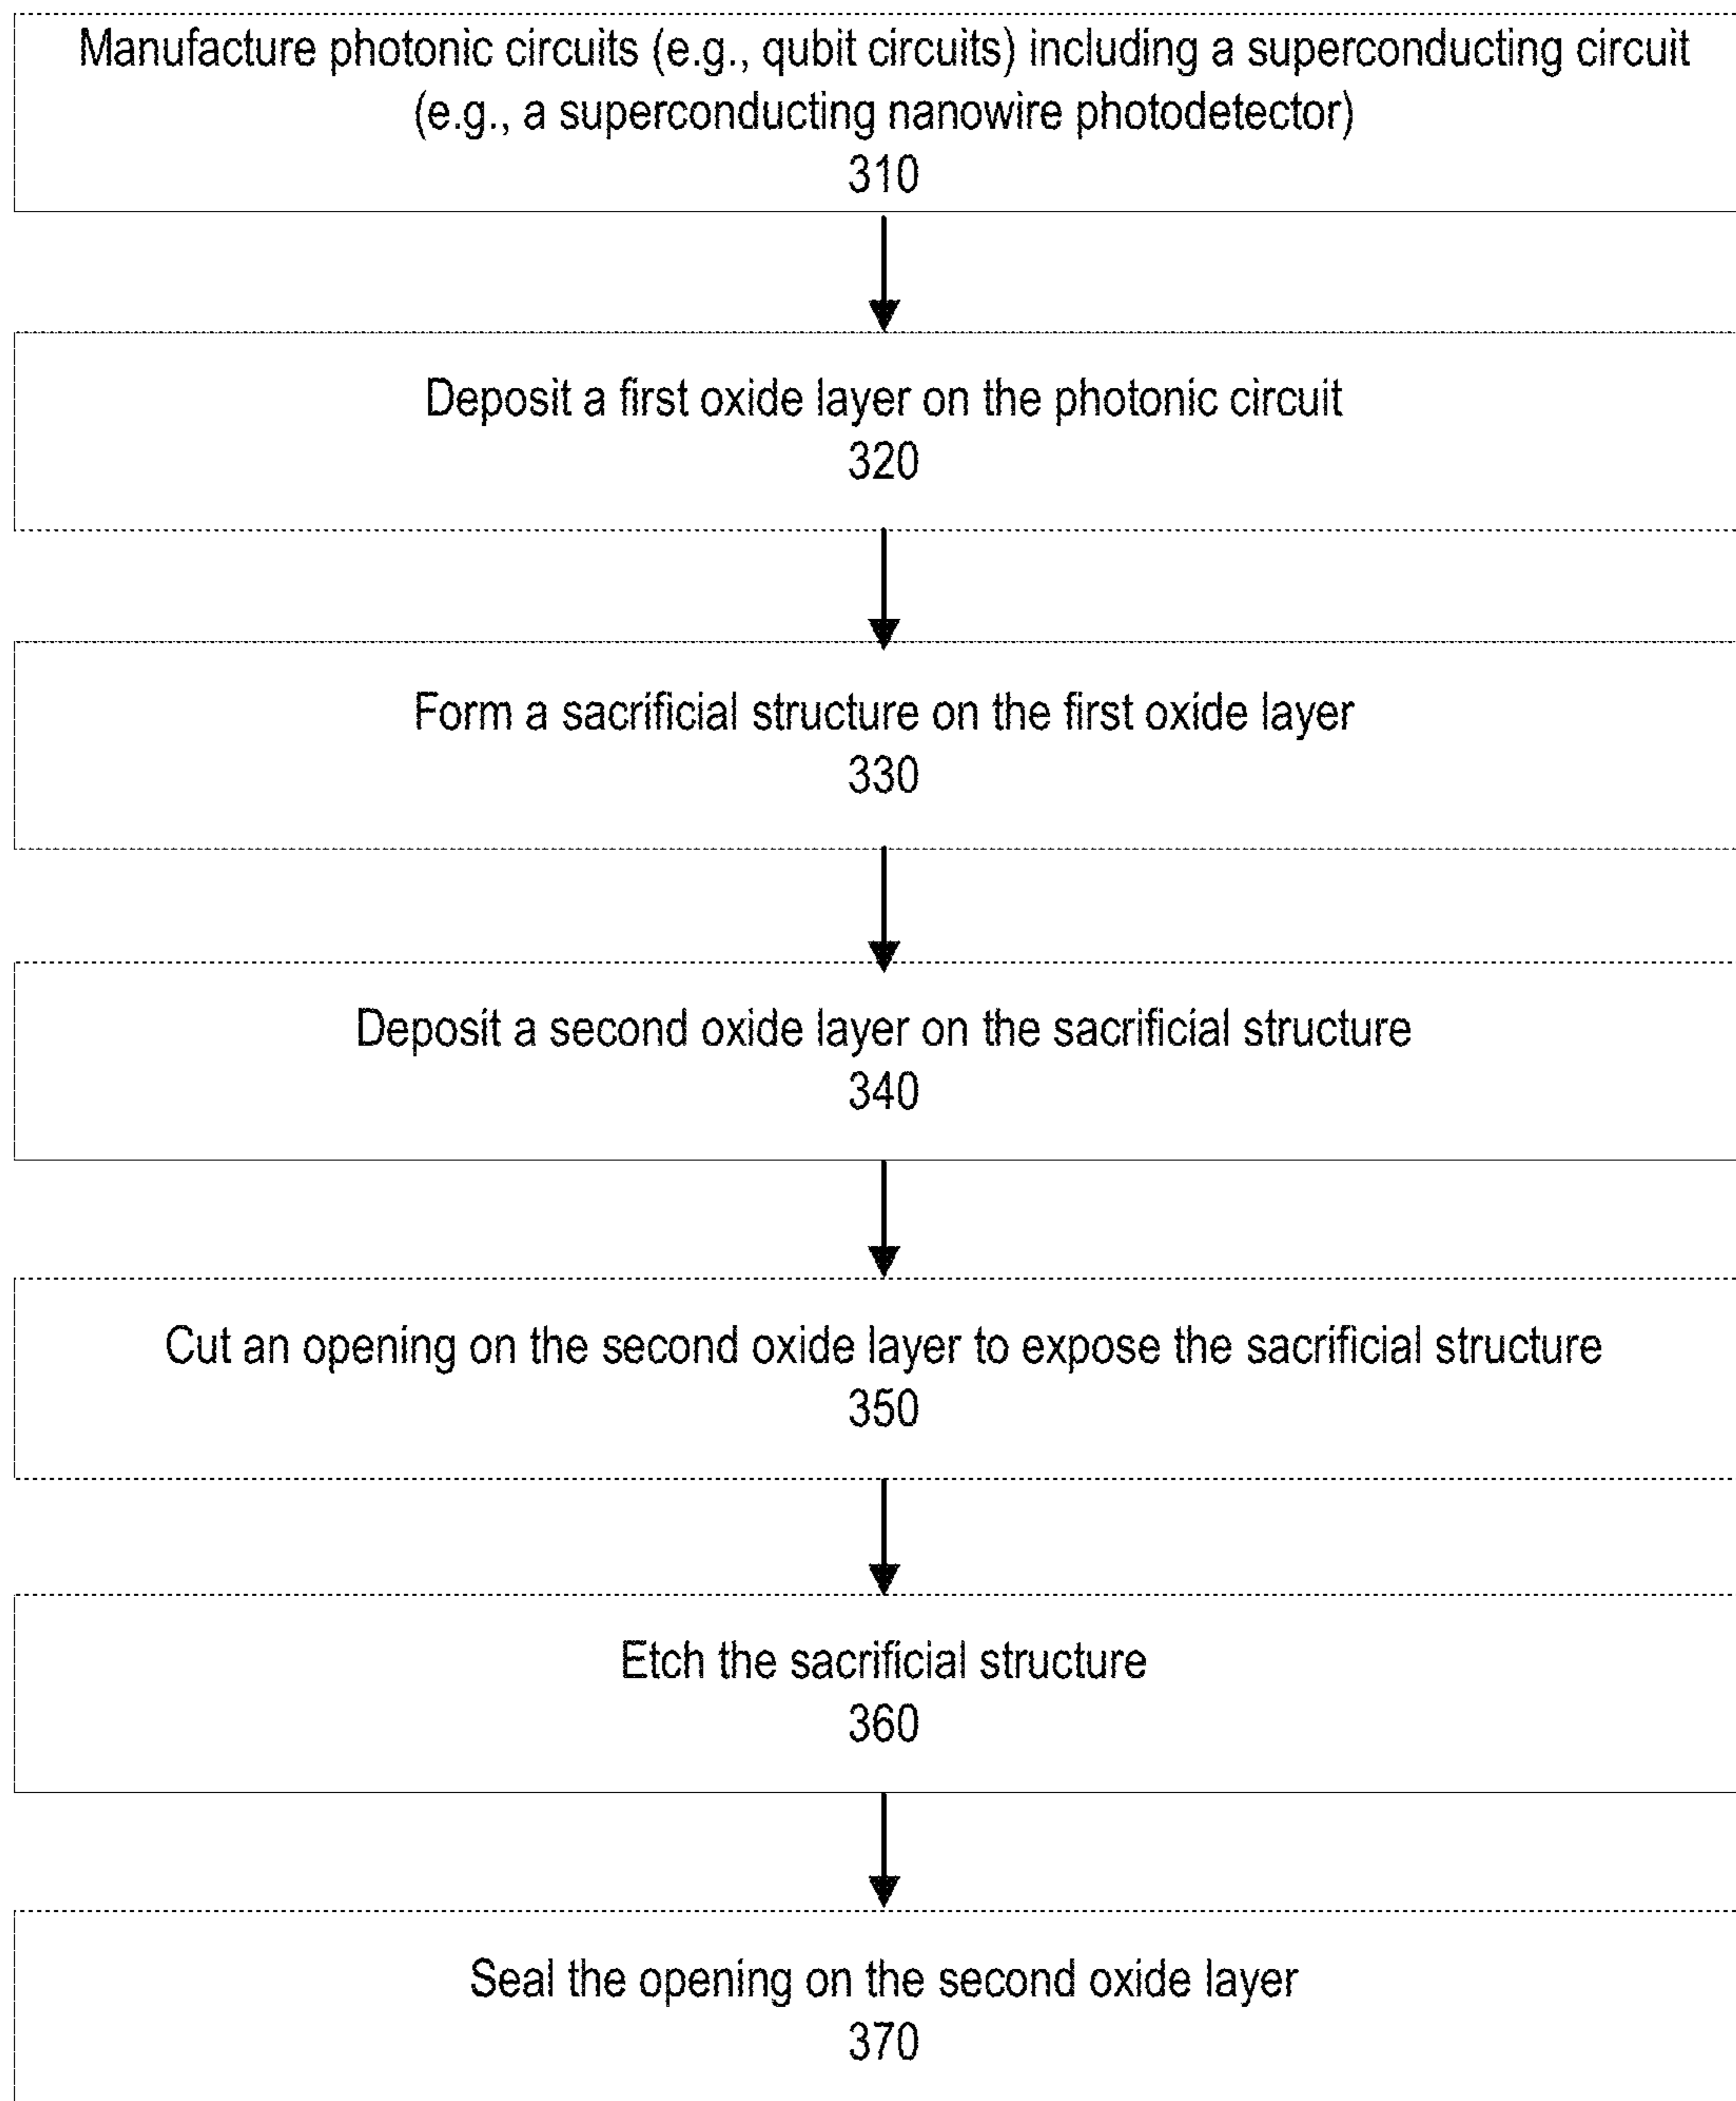 Manufacture photonic circuits (e.g., qubit circuits) including a superconducting circuit
(e.g., a superconducting nanowire photodetector)
310
Deposit a first oxide layer on the photonic circuit
320
Form a sacrificial structure on the first oxide layer
330
Deposit a second oxide layer on the sacrificial structure
340
Cut an opening on the second oxide layer to expose the sacrificial structure
350
Etch the sacrificial structure
360
Seal the opening on the second oxide layer
370